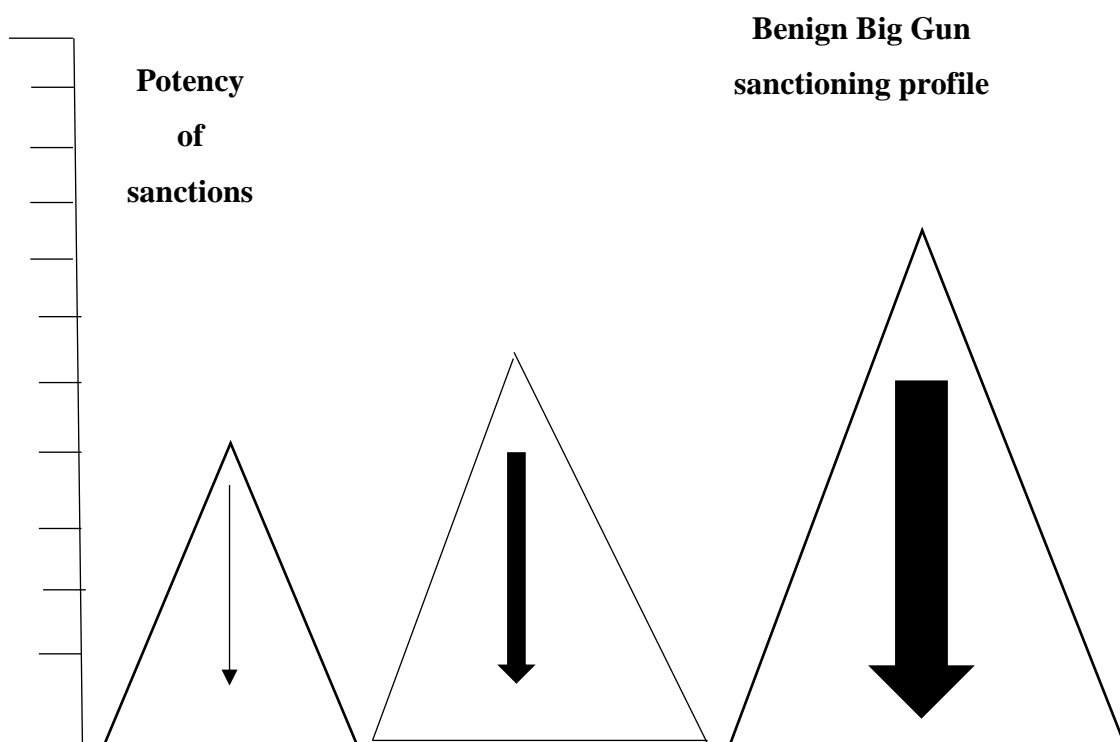 Potency
of
sanctions
Benign Big Gun
sanctioning profile